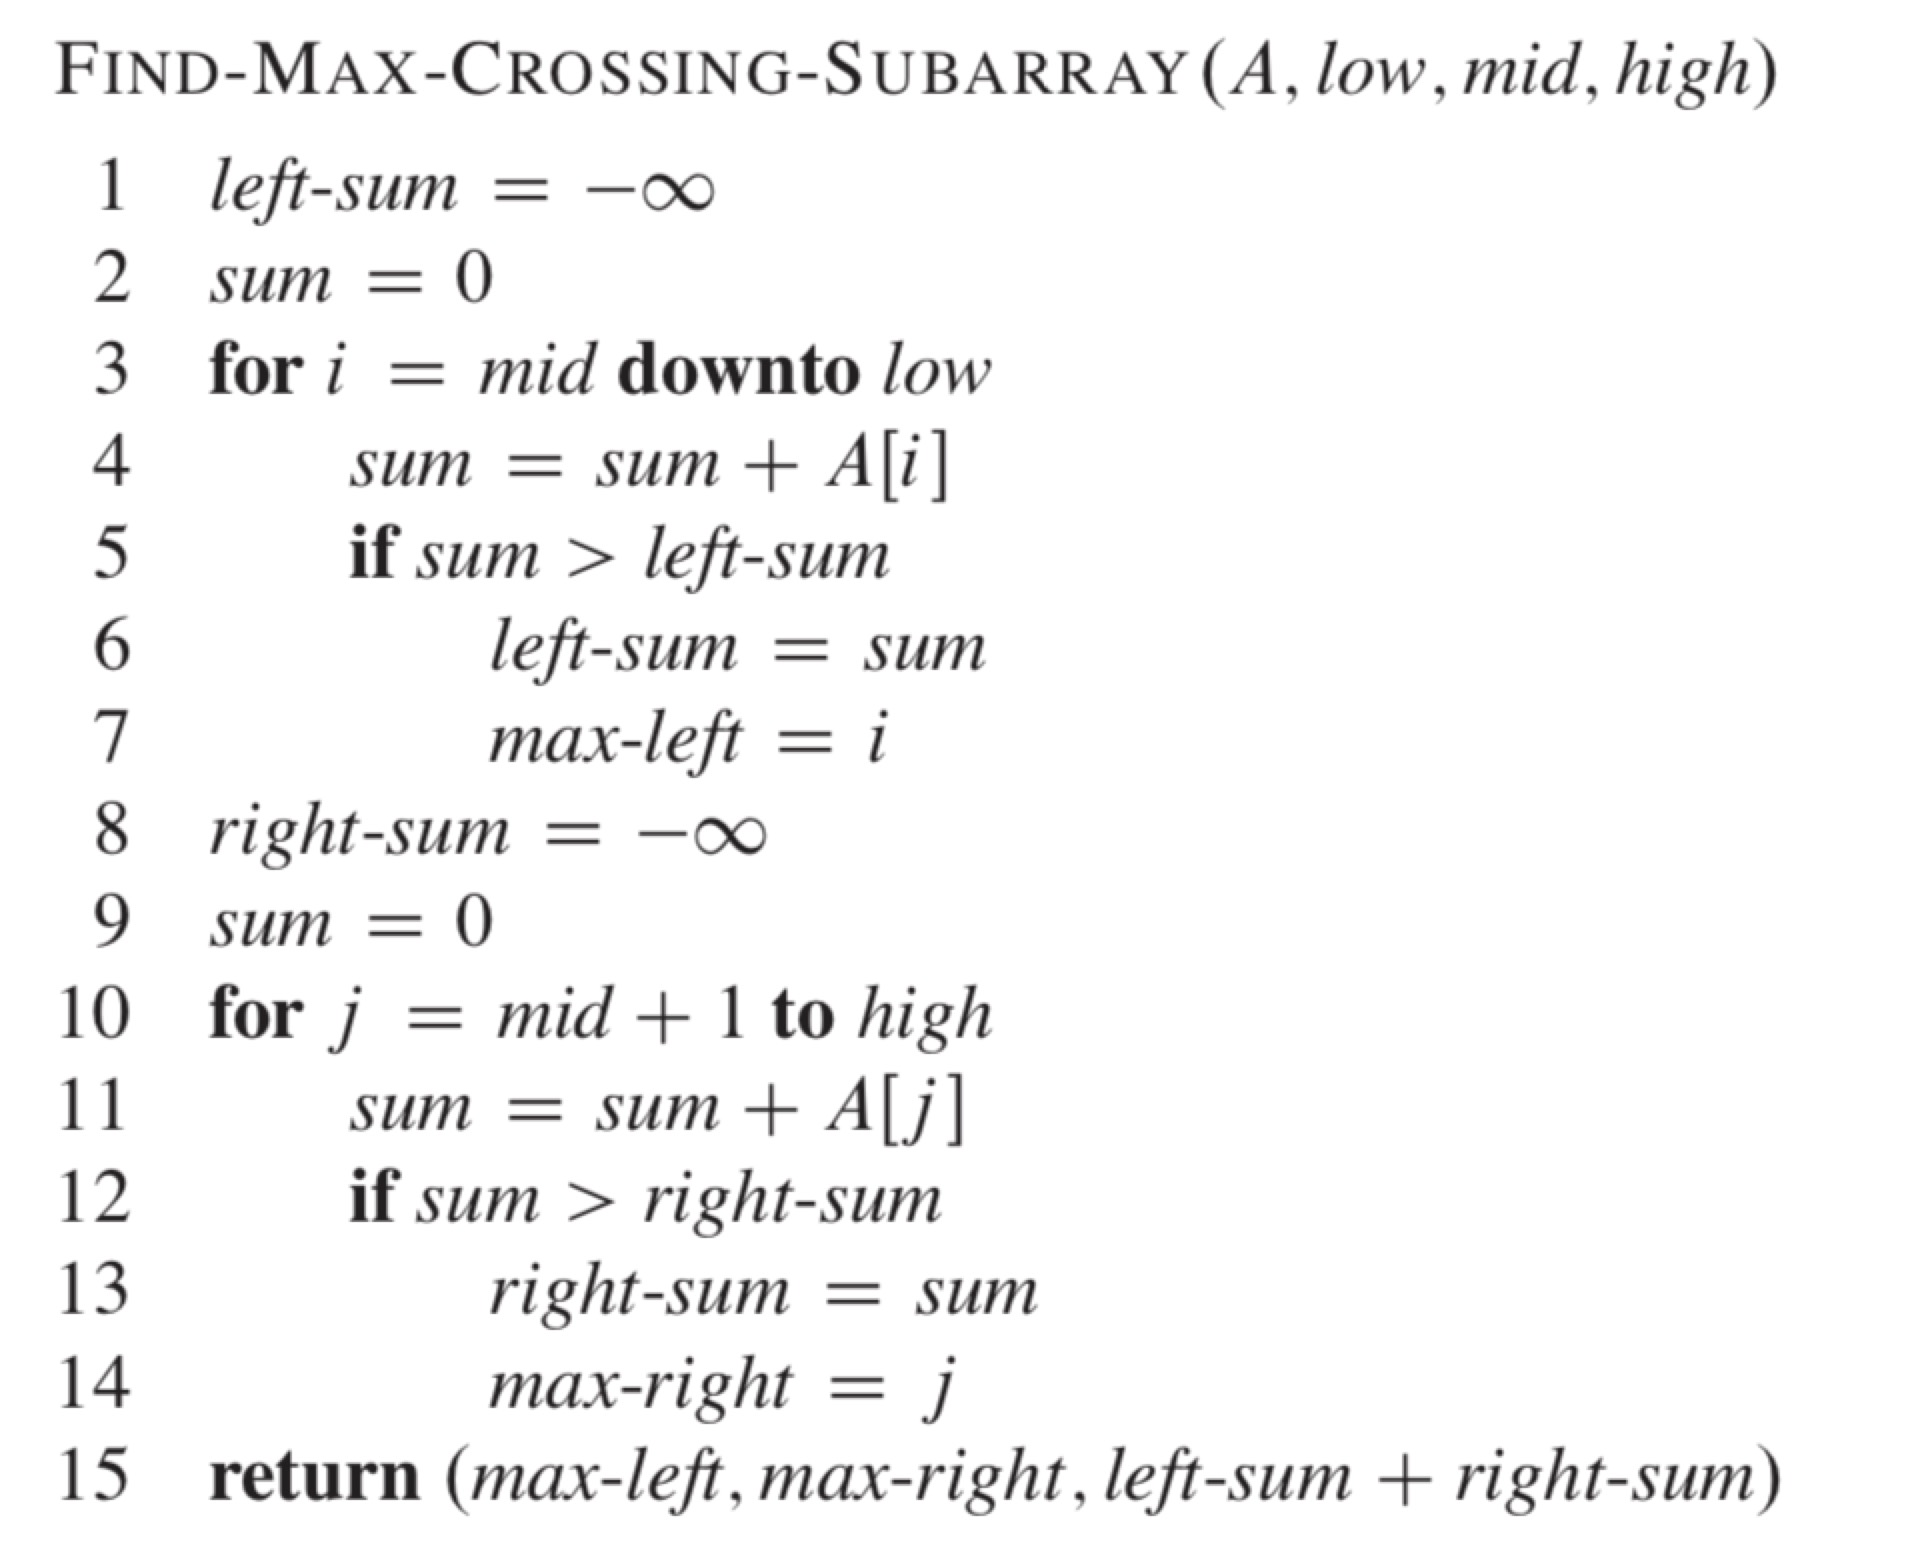 FIND-MAX-CROSSING-SUBARRAY(A, low, mid, high)
1 left-sum = −∞
2 sum = 0
3 for i = mid downto low
4 sum = sum + A[i]
5 if sum > left-sum
6 left-sum = sum
7 max-left = i
8 right-sum = −∞
9 sum = 0
10 for j = mid + 1 to high
11 sum = sum + A[j]
12 if sum > right-sum
13 right-sum = sum
14 max-right = j
15 return (max-left, max-right, left-sum + right-sum)